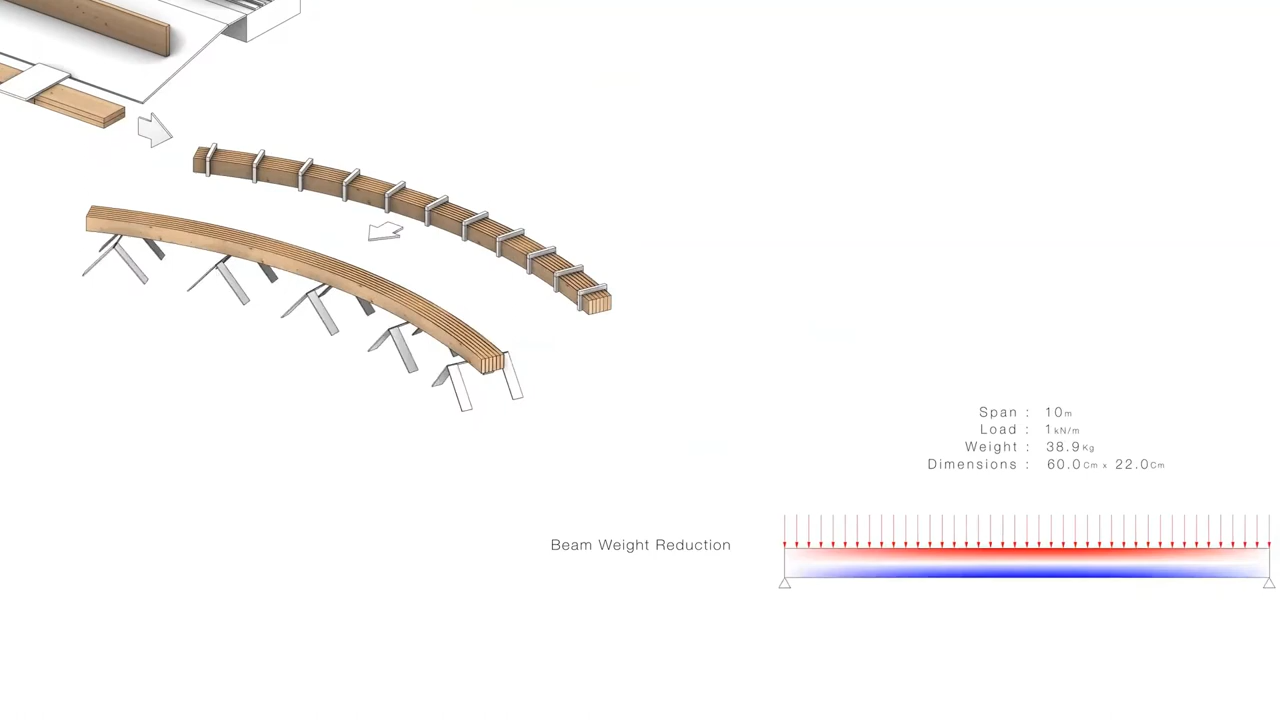 Span : 10m
Load : 1kN/m
Weight : 38.9Kg
Dimensions : 60.0Cm x 22.0Cm
Beam Weight Reduction